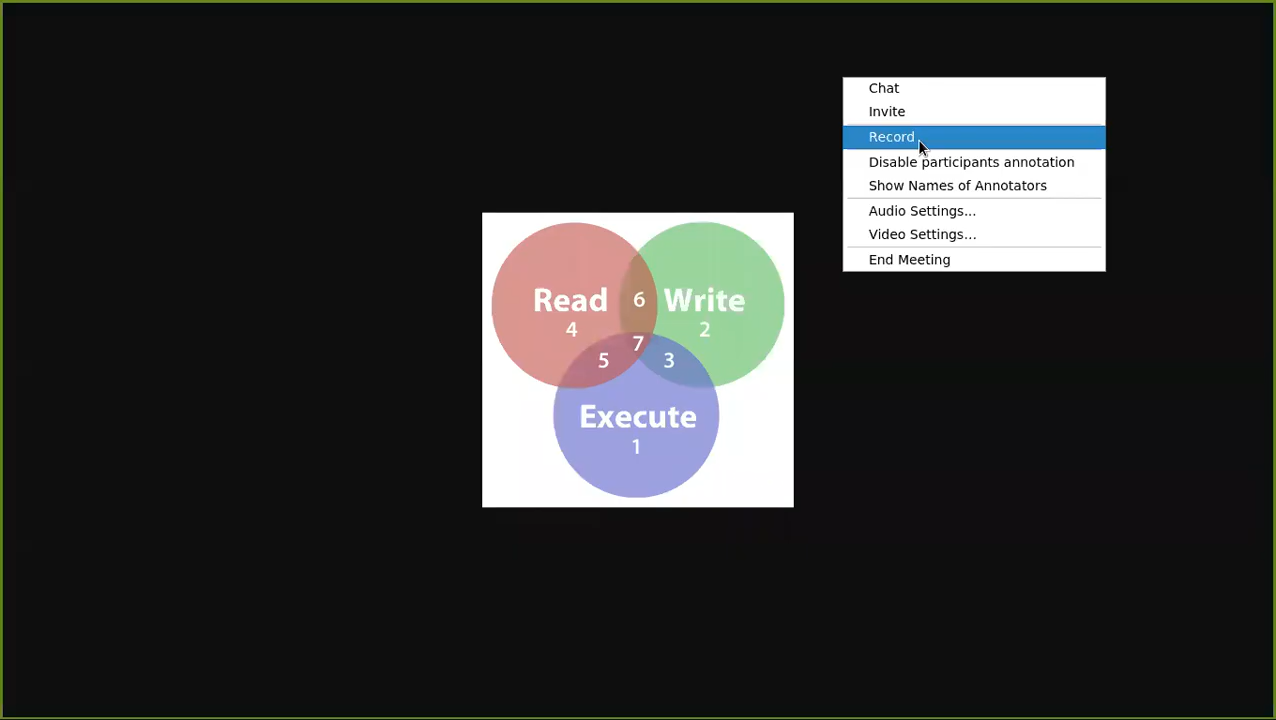 Chat
Invite
Record
Disable participants annotation
Show Names of Annotators
Audio Settings...
Video Settings...
End Meeting
Read 6 Write
4 2
7
5 3
Execute
1